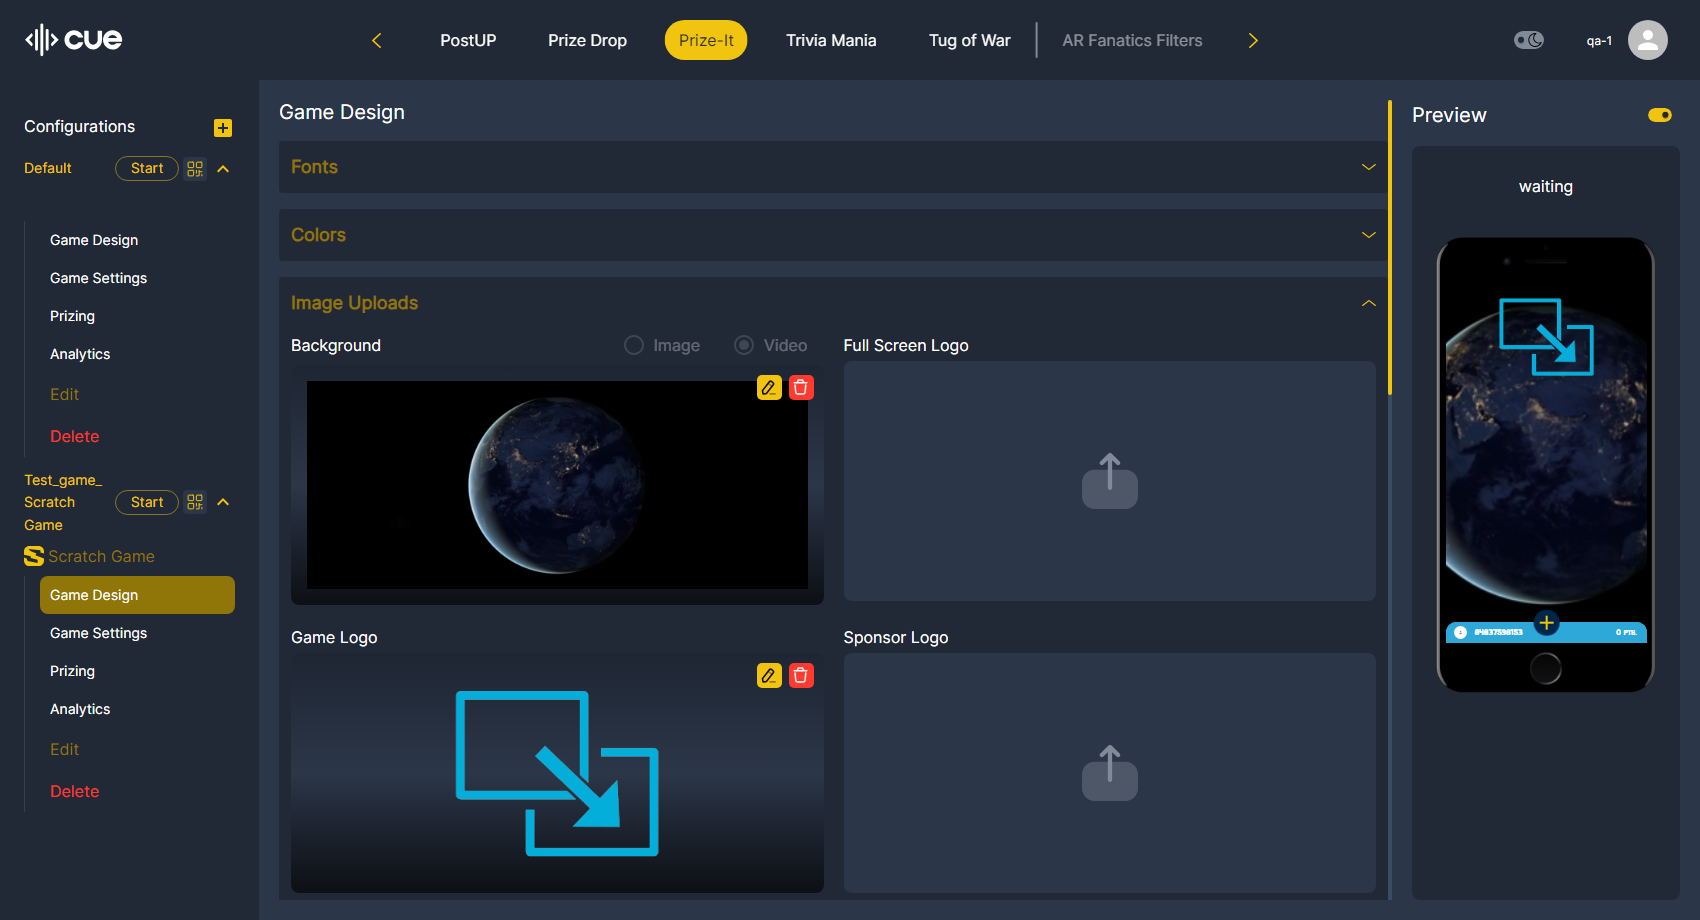 cue
PostUP
Prize Drop
Prize-It
Trivia Mania
Tug of War
AR Fanatics Filters
qa-1
Configurations
Default
Start
Game Design
Game Settings
Prizing
Analytics
Edit
Delete
Test_game_
Scratch
Game
Start
Scratch Game
Game Design
Game Settings
Prizing
Analytics
Edit
Delete
Game Design
Fonts
Colors
Image Uploads
Background
Image
Video
Full Screen Logo
Game Logo
Sponsor Logo
Preview
waiting
0 PTS.